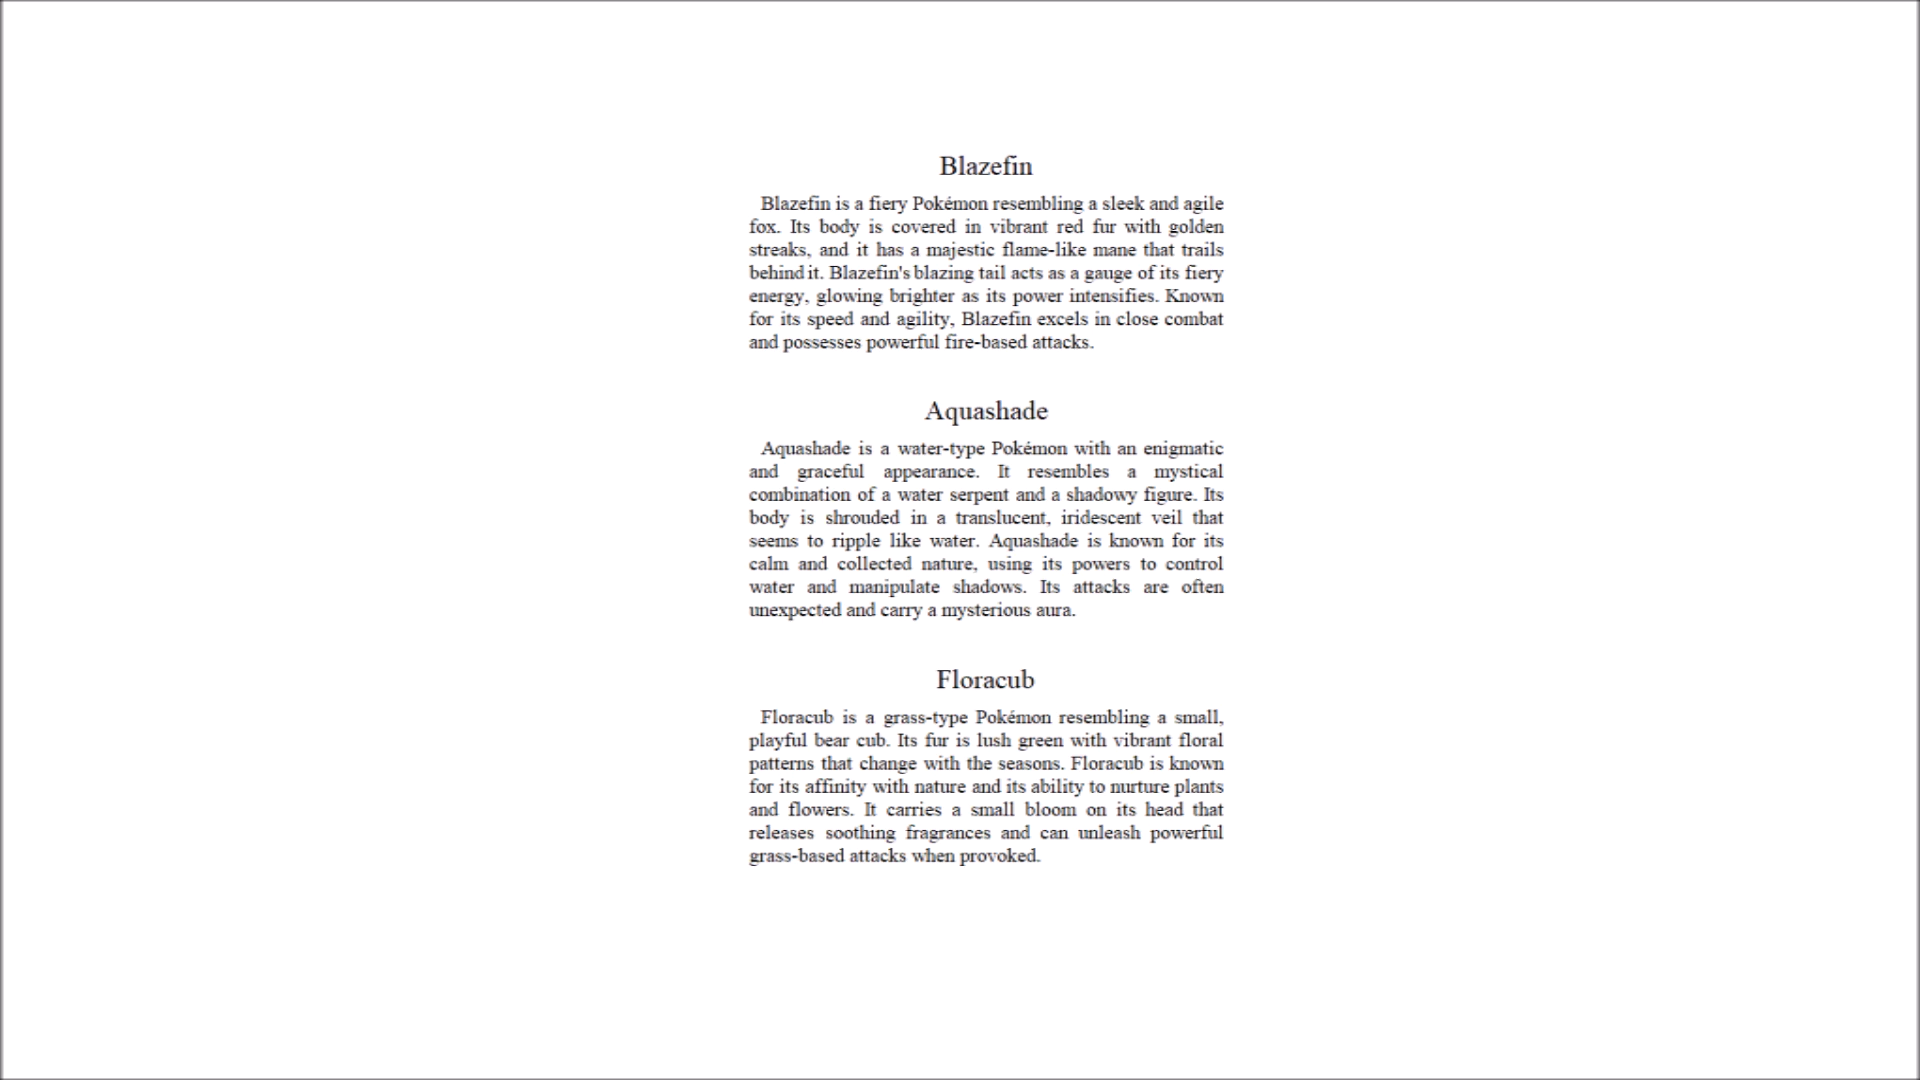 Blazefin
Blazefin is a fiery Pokémon resembling a sleek and agile
fox. Its body is covered in vibrant red fur with golden
streaks, and it has a majestic flame-like mane that trails
behind it. Blazefin's blazing tail acts as a gauge of its fiery
energy, glowing brighter as its power intensifies. Known
for its speed and agility, Blazefin excels in close combat
and possesses powerful fire-based attacks.
Aquashade
Aquashade is a water-type Pokémon with an enigmatic
and graceful appearance. It resembles a mystical
combination of a water serpent and a shadowy figure. Its
body is shrouded in a translucent, iridescent veil that
seems to ripple like water. Aquashade is known for its
calm and collected nature, using its powers to control
water and manipulate shadows. Its attacks are often
unexpected and carry a mysterious aura.
Floracub
Floracub is a grass-type Pokémon resembling a small,
playful bear cub. Its fur is lush green with vibrant floral
patterns that change with the seasons. Floracub is known
for its affinity with nature and its ability to nurture plants
and flowers. It carries a small bloom on its head that
releases soothing fragrances and can unleash powerful
grass-based attacks when provoked.